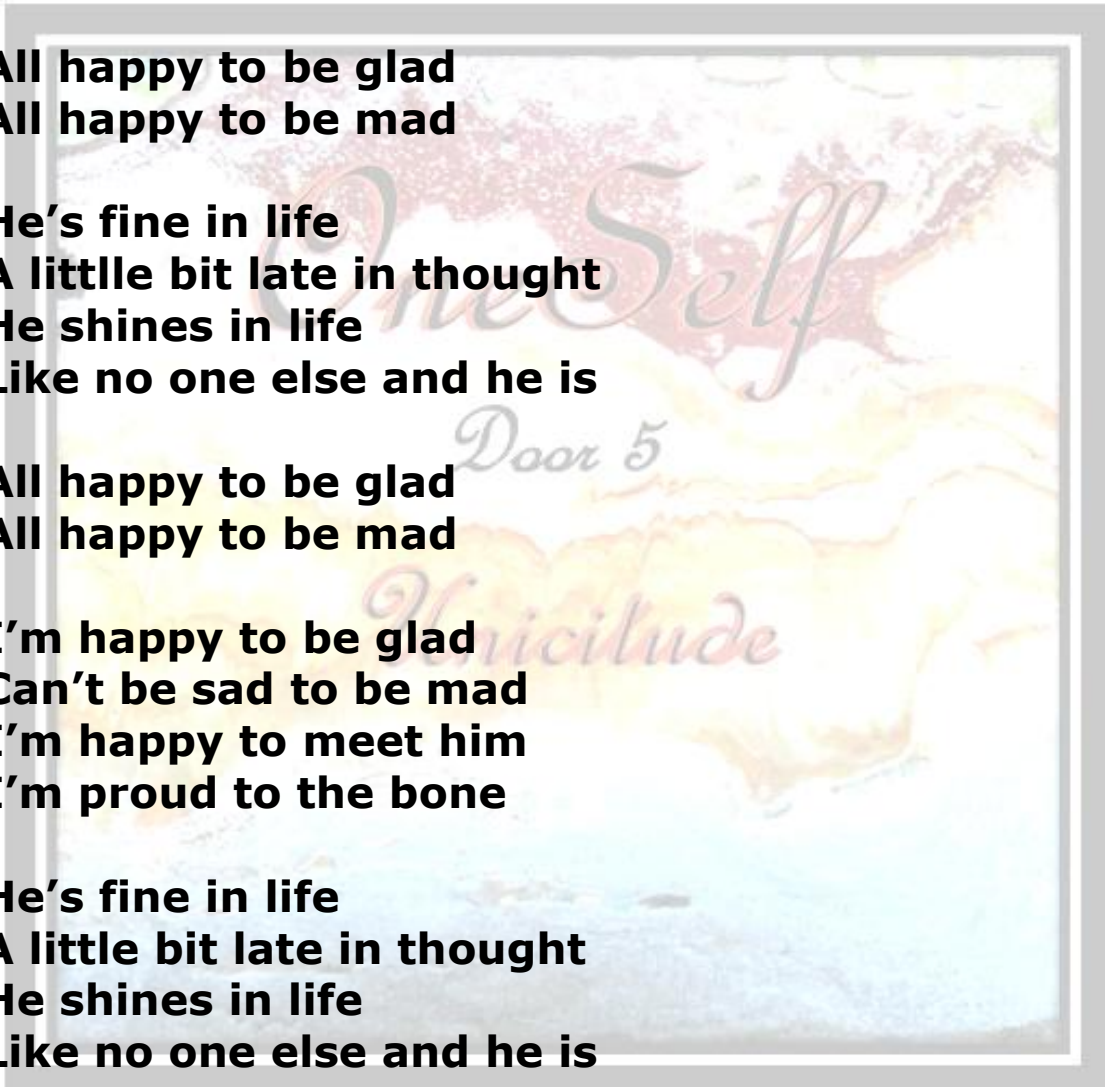 All happy to be glad
All happy to be mad
He’s fine in life
A littlle bit late in thought
He shines in life
Like no one else and he is
All happy to be glad
All happy to be mad
I’m happy to be glad
Can’t be sad to be mad
I’m happy to meet him
I’m proud to the bone
He’s fine in life
A little bit late in thought
He shines in life
Like no one else and he is
OneSelf
Door 5
Unicitude